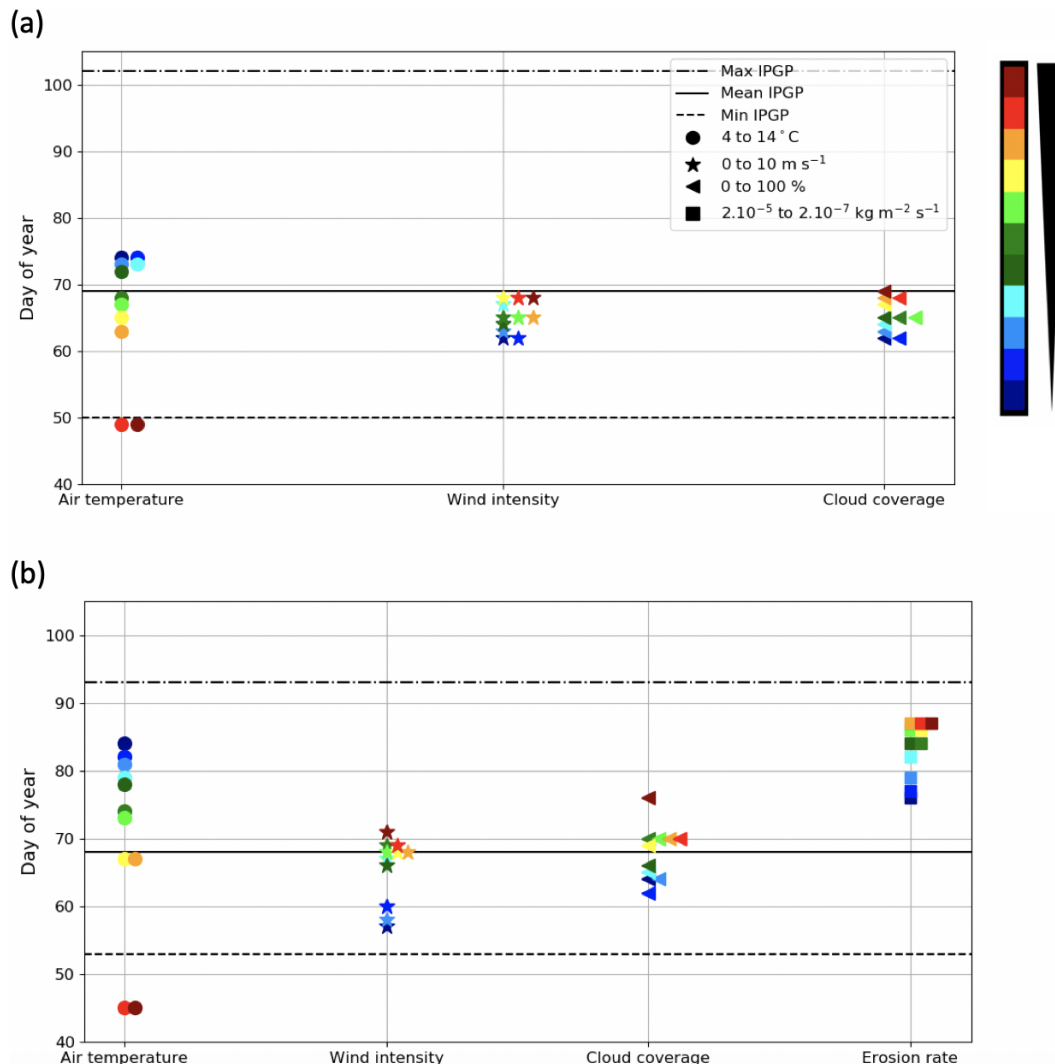 (a)
100
90
80
70
60
50
40
Day of year
Max IPGP
Mean IPGP
Min IPGP
4 to 14°C
0 to 10 m s⁻¹
0 to 100 %
2.10⁻⁵ to 2.10⁻⁷ kg m⁻² s⁻¹
Air temperature Wind intensity Cloud coverage
(b)
100
90
80
70
60
50
40
Day of year
Air temperature Wind intensity Cloud coverage Erosion rate